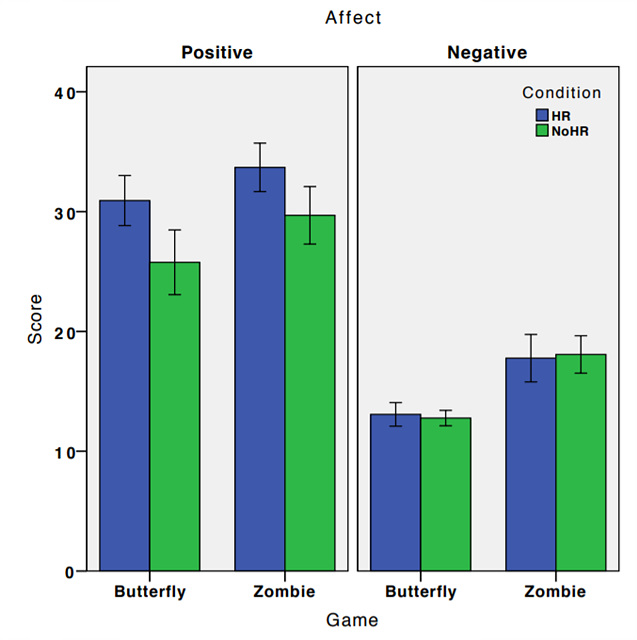 Affect
Positive
Negative
Condition
HR
NoHR
40
30
20
10
0
Score
Butterfly
Zombie
Butterfly
Zombie
Game